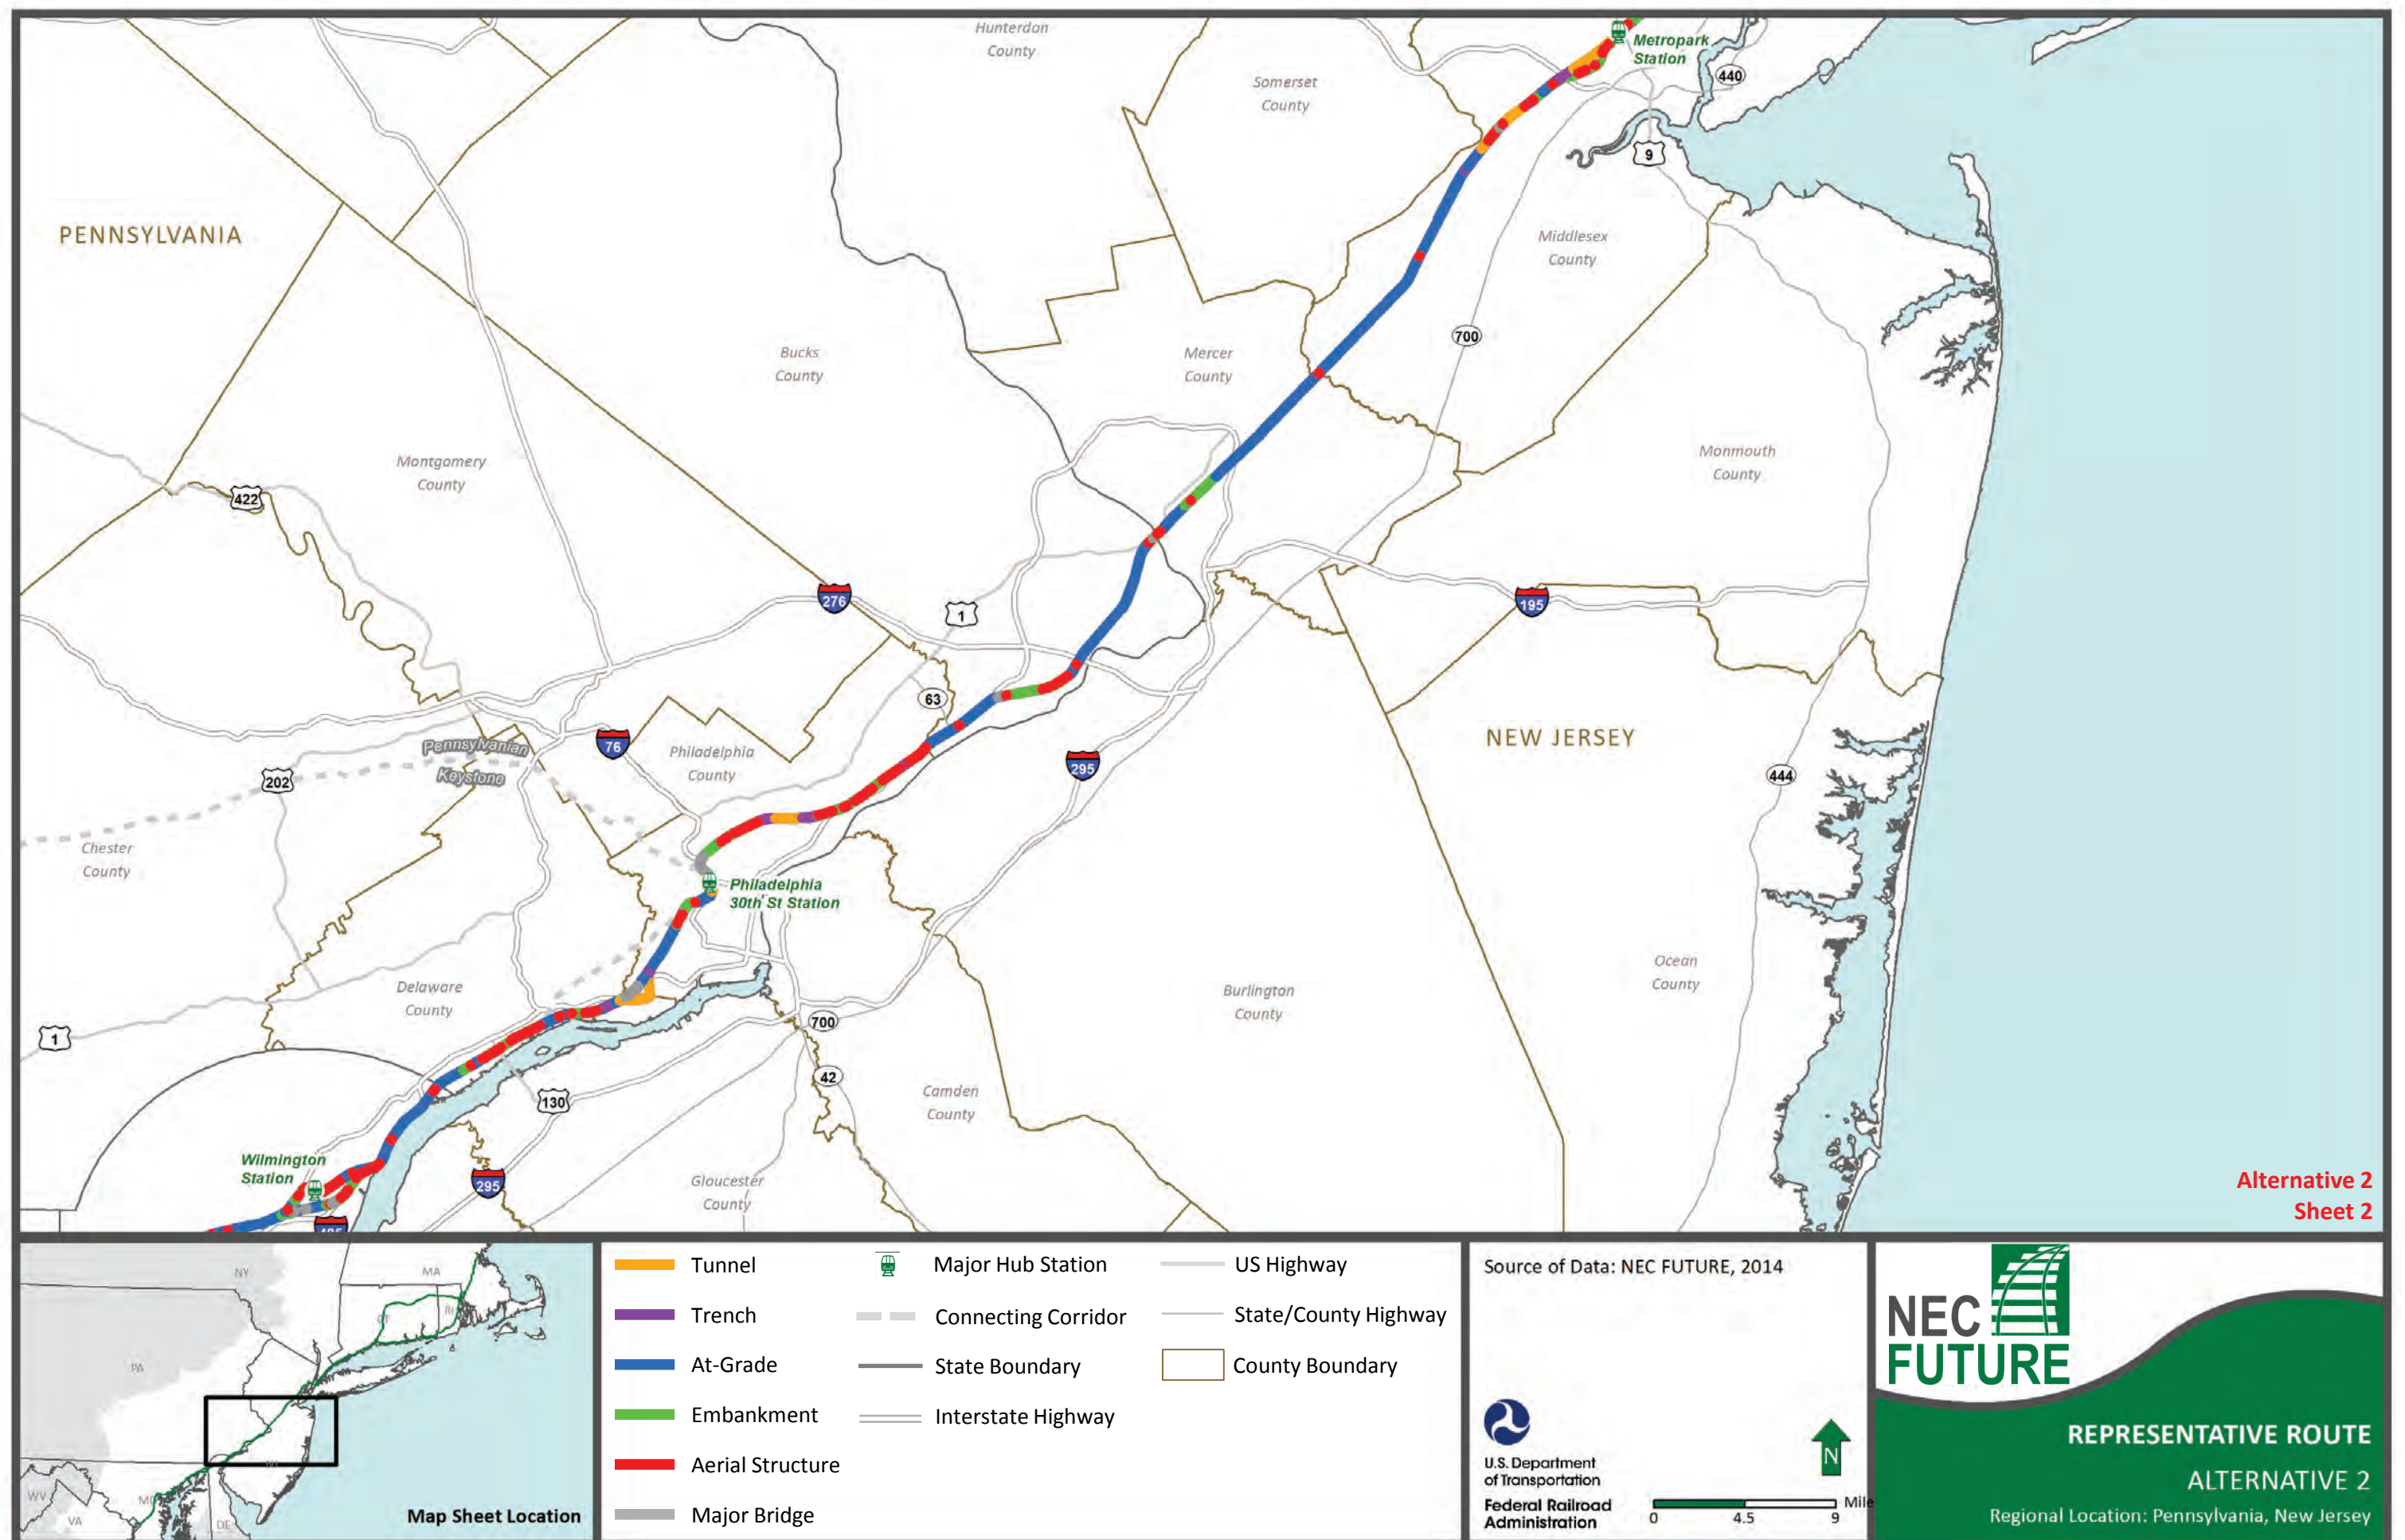 Hunterdon
County
Metropark
Station
440
Somerset
County
9
PENNSYLVANIA
Middlesex
County
700
Bucks
County
Mercer
County
Montgomery
County
Monmouth
County
422
276
1
195
63
NEW JERSEY
76
Pennsylvanian
Keystone
Philadelphia
County
202
295
444
Chester
County
Philadelphia
30th St Station
Delaware
County
Burlington
County
Ocean
County
1
700
42
130
Camden
County
Wilmington
Station
295
Gloucester
County
Alternative 2
Sheet 2
NY
MA
CT
RI
PA
WV
VA
DE
Map Sheet Location
Tunnel
Trench
At-Grade
Embankment
Aerial Structure
Major Bridge
Major Hub Station
Connecting Corridor
State Boundary
Interstate Highway
US Highway
State/County Highway
County Boundary
Source of Data: NEC FUTURE, 2014
U.S. Department
of Transportation
Federal Railroad
Administration
N
0 4.5 9
NEC
FUTURE
REPRESENTATIVE ROUTE
ALTERNATIVE 2
Regional Location: Pennsylvania, New Jersey